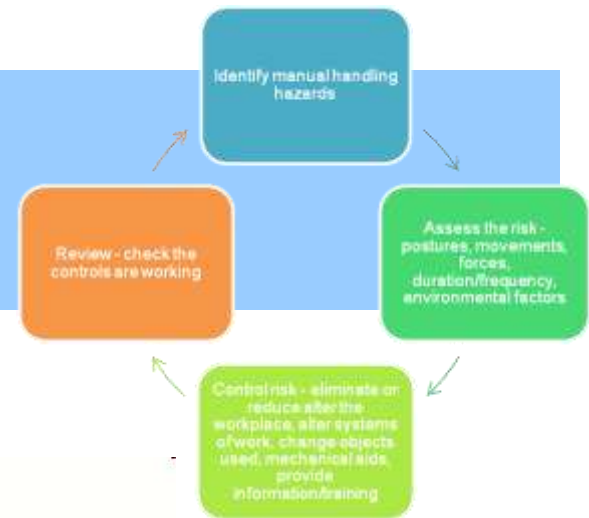 Identify manual handling
hazards
Assess the risk -
postures, movements,
forces,
duration/frequency,
environmental factors
Control risk - eliminate or
reduce alter the
workplace, alter systems
of work, change objects
used, mechanical aids,
provide
information/training
Review - check the
controls are working